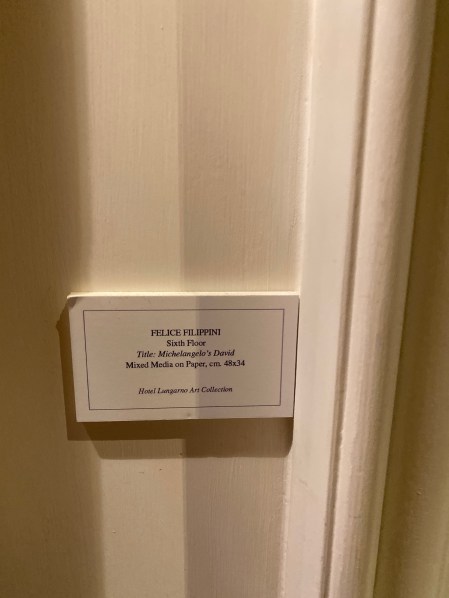 FELICE FILIPPINI
Sixth Floor
Title: Michelangelo's David
Mixed Media on Paper, cm. 48x34
Hotel Lungarno Art Collection